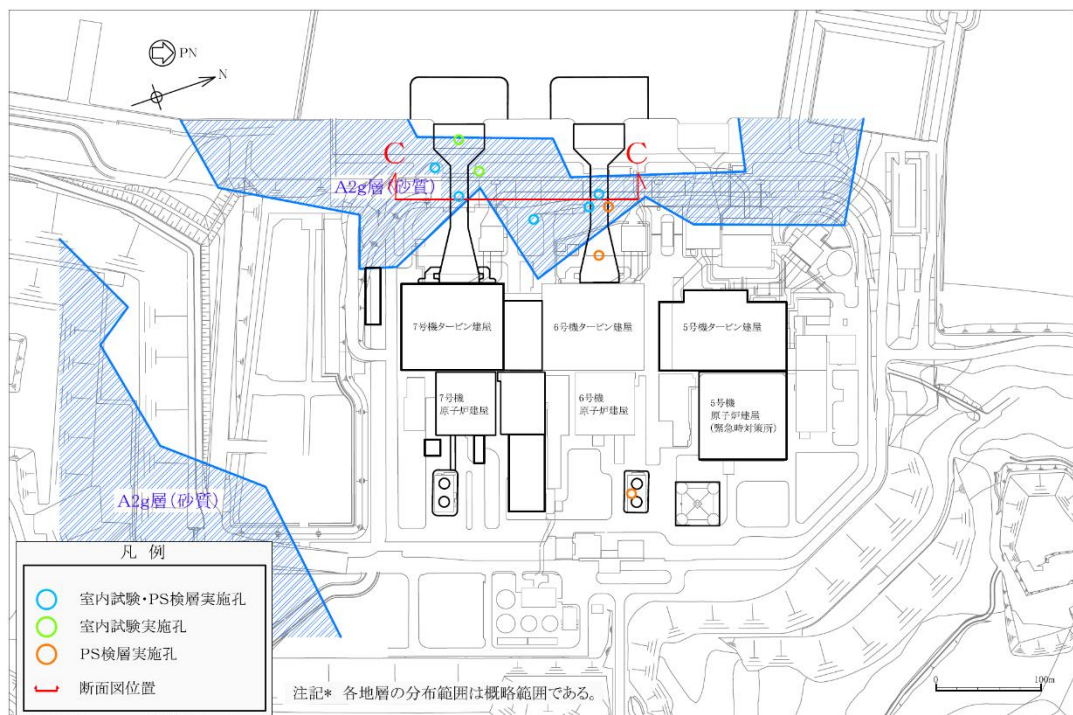 PN
N
C
C
A2g層(砂質)
7号機タービン建屋
6号機タービン建屋
5号機タービン建屋
7号機
原子炉建屋
6号機
原子炉建屋
5号機
原子炉建屋
(緊急時対策所)
A2g層(砂質)
凡 例
室内試験・PS検層実施孔
室内試験実施孔
PS検層実施孔
断面図位置
注記* 各地層の分布範囲は概略範囲である。
0
100m